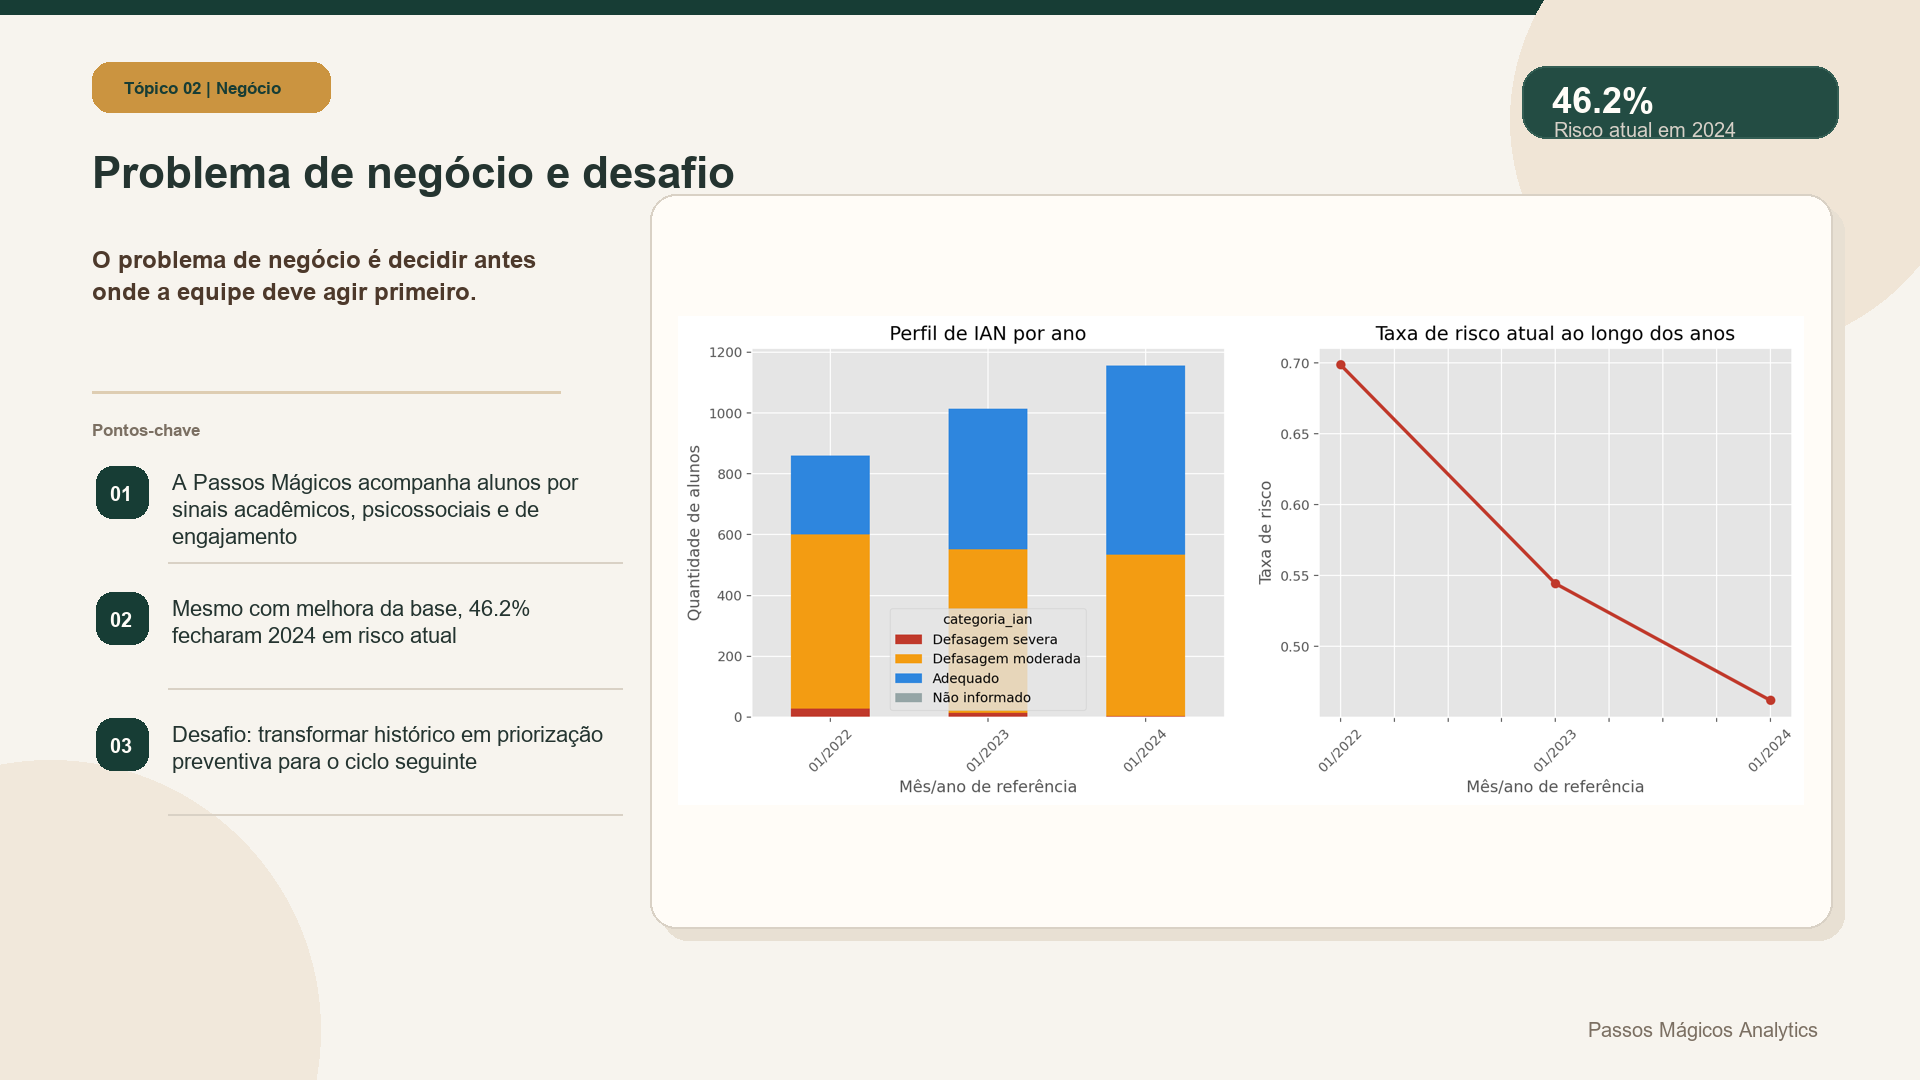 Tópico 02 | Negócio
46.2%
Risco atual em 2024
Problema de negócio e desafio
O problema de negócio é decidir antes
onde a equipe deve agir primeiro.
Pontos-chave
01
A Passos Mágicos acompanha alunos por
sinais acadêmicos, psicossociais e de
engajamento
02
Mesmo com melhora da base, 46.2%
fecharam 2024 em risco atual
03
Desafio: transformar histórico em priorização
preventiva para o ciclo seguinte
Perfil de IAN por ano
Quantidade de alunos
1200
1000
800
600
400
200
0
categoria_ian
Defasagem severa
Defasagem moderada
Adequado
Não informado
01/2022
01/2023
01/2024
Mês/ano de referência
Taxa de risco atual ao longo dos anos
Taxa de risco
0.70
0.65
0.60
0.55
0.50
01/2022
01/2023
01/2024
Mês/ano de referência
Passos Mágicos Analytics